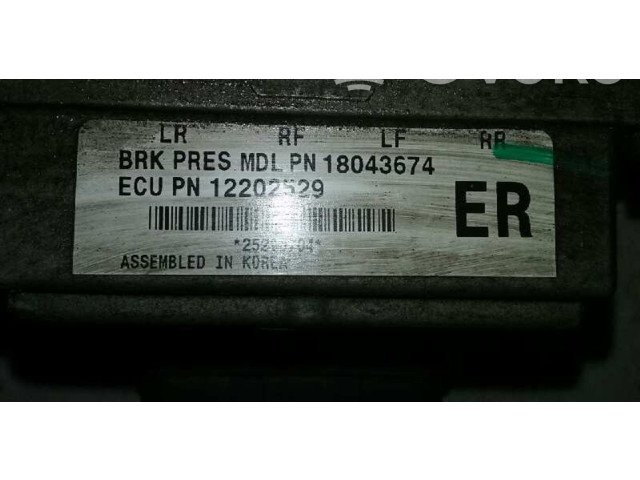 LR RF LF RR
BRK PRES MDL PN 18043674
ECU PN 12202529
ER
ASSEMBLED IN KOREA